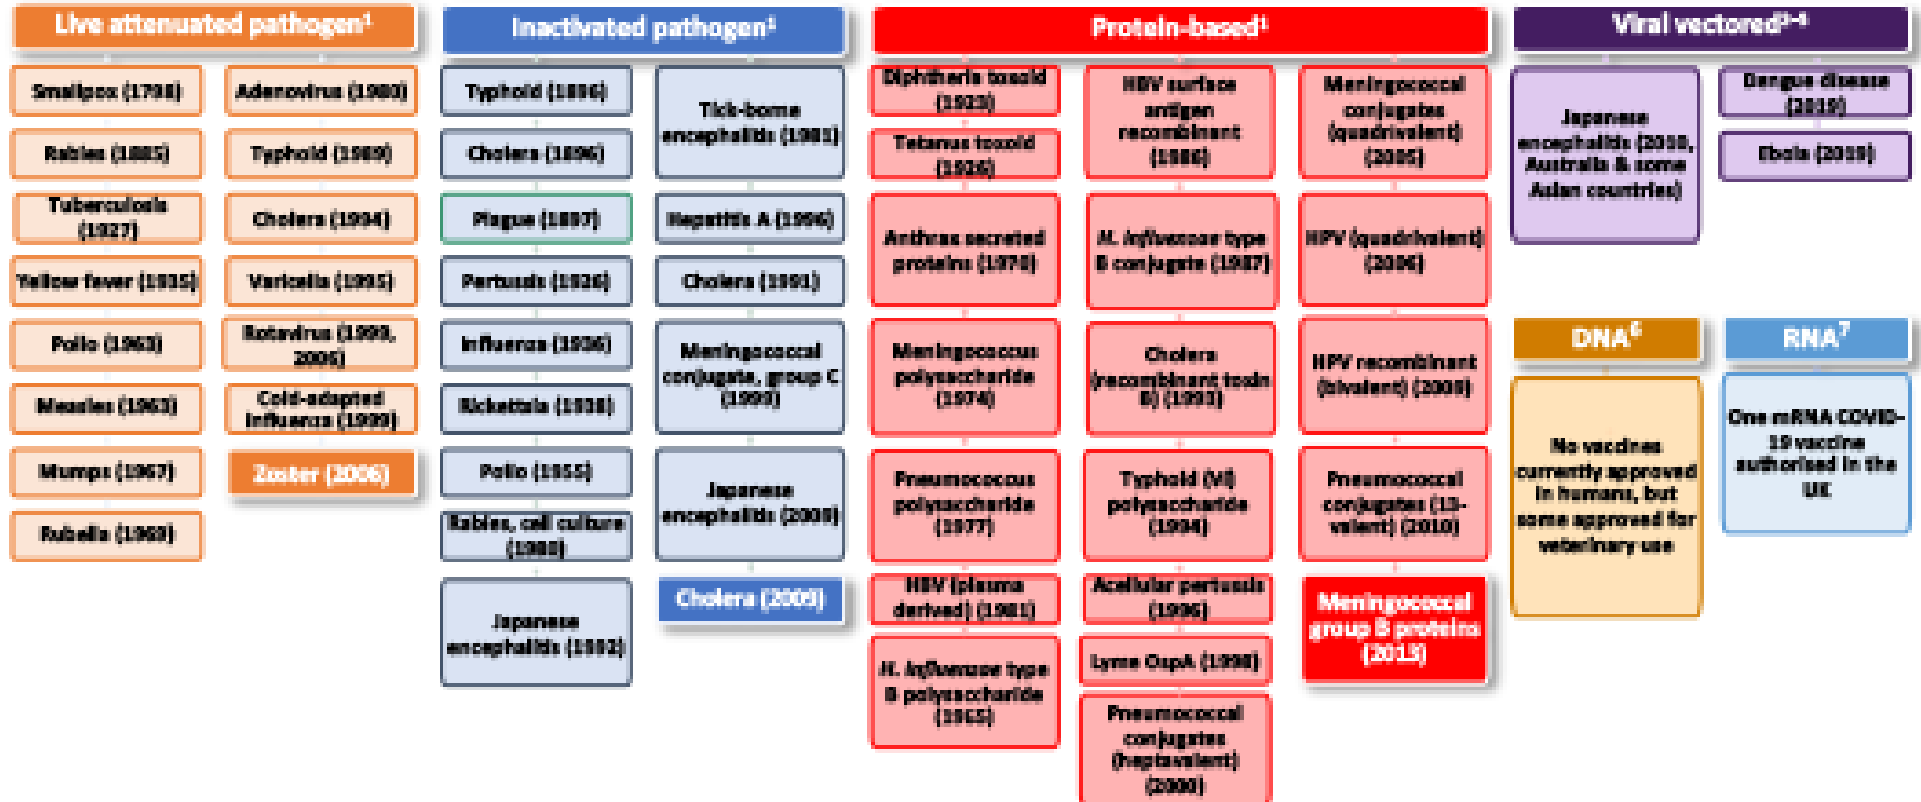 Live attenuated pathogen¹
Smallpox (1798)
Rabies (1885)
Tuberculosis
(1927)
Yellow fever (1935)
Polio (1963)
Measles (1963)
Mumps (1967)
Rubella (1969)
Adenovirus (1980)
Typhoid (1989)
Cholera (1994)
Varicella (1995)
Rotavirus (1999,
2006)
Cold-adapted
influenza (1999)
Zoster (2006)
Inactivated pathogen¹
Typhoid (1896)
Cholera (1896)
Plague (1897)
Pertussis (1926)
Influenza (1936)
Rickettsia (1938)
Polio (1955)
Rabies, cell culture
(1980)
Japanese
encephalitis (1992)
Tick-borne
encephalitis (1981)
Hepatitis A (1996)
Cholera (1991)
Meningococcal
conjugate, group C
(1999)
Japanese
encephalitis (2009)
Cholera (2009)
Protein-based¹
Diphtheria toxoid
(1923)
Tetanus toxoid
(1926)
Anthrax secreted
proteins (1970)
Meningococcus
polysaccharide
(1974)
Pneumococcus
polysaccharide
(1977)
HBV (plasma
derived) (1981)
H. influenzae type
B polysaccharide
(1985)
HBV surface
antigen
recombinant
(1986)
H. influenzae type
B conjugate (1987)
Cholera
(recombinant toxin
B) (1993)
Typhoid (Vi)
polysaccharide
(1994)
Acellular pertussis
(1996)
Lyme OspA (1998)
Pneumococcal
conjugates
(heptavalent)
(2000)
Meningococcal
conjugates
(quadrivalent)
(2005)
HPV (quadrivalent)
(2006)
HPV recombinant
(bivalent) (2009)
Pneumococcal
conjugates (13-
valent) (2010)
Meningococcal
group B proteins
(2013)
Viral vectored
Japanese
encephalitis (2010,
Australia & some
Asian countries)
Dengue disease
(2019)
Ebola (2019)
DNA⁶
No vaccines
currently approved
in humans, but
some approved for
veterinary use
RNA⁷
One mRNA COVID-
19 vaccine
authorised in the
UK